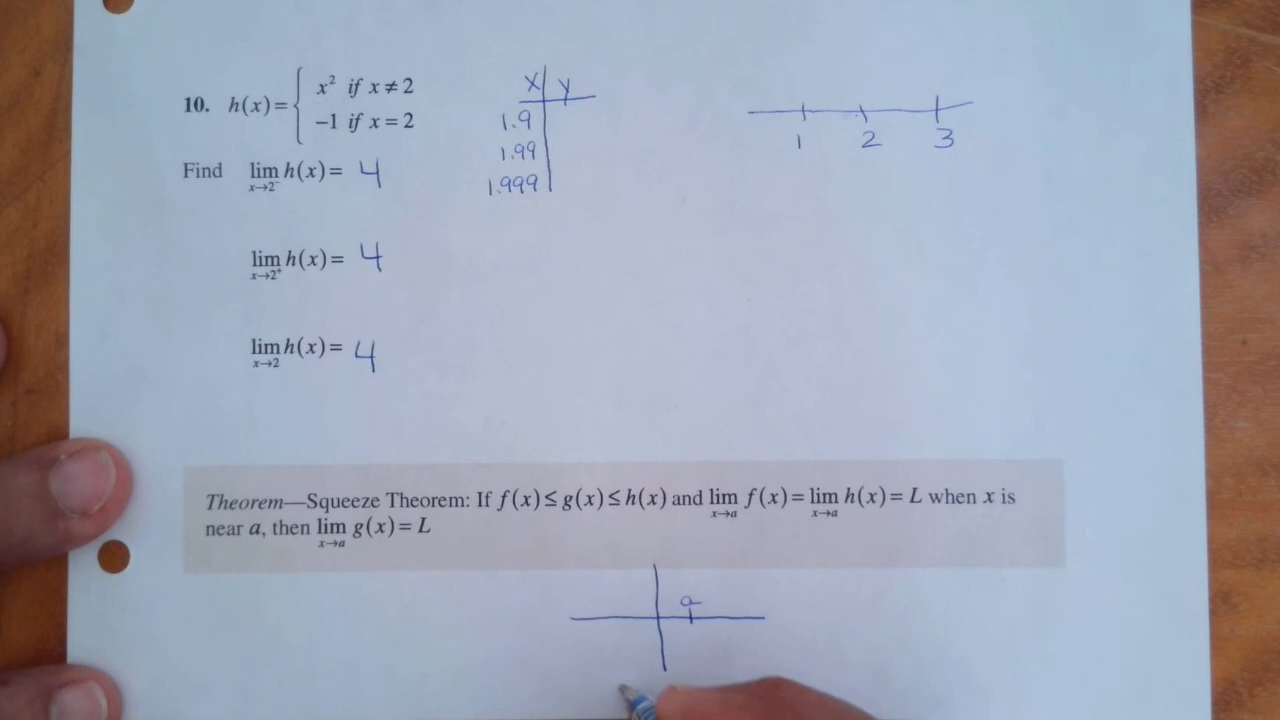 10. h(x) = { x² if x ≠ 2
−1 if x = 2
x y
1.9
1.99
1.999
1 2 3
Find lim x→2⁻ h(x) = 4
lim x→2⁺ h(x) = 4
lim x→2 h(x) = 4
Theorem—Squeeze Theorem: If f(x) ≤ g(x) ≤ h(x) and lim x→a f(x) = lim x→a h(x) = L when x is
near a, then lim x→a g(x) = L
a